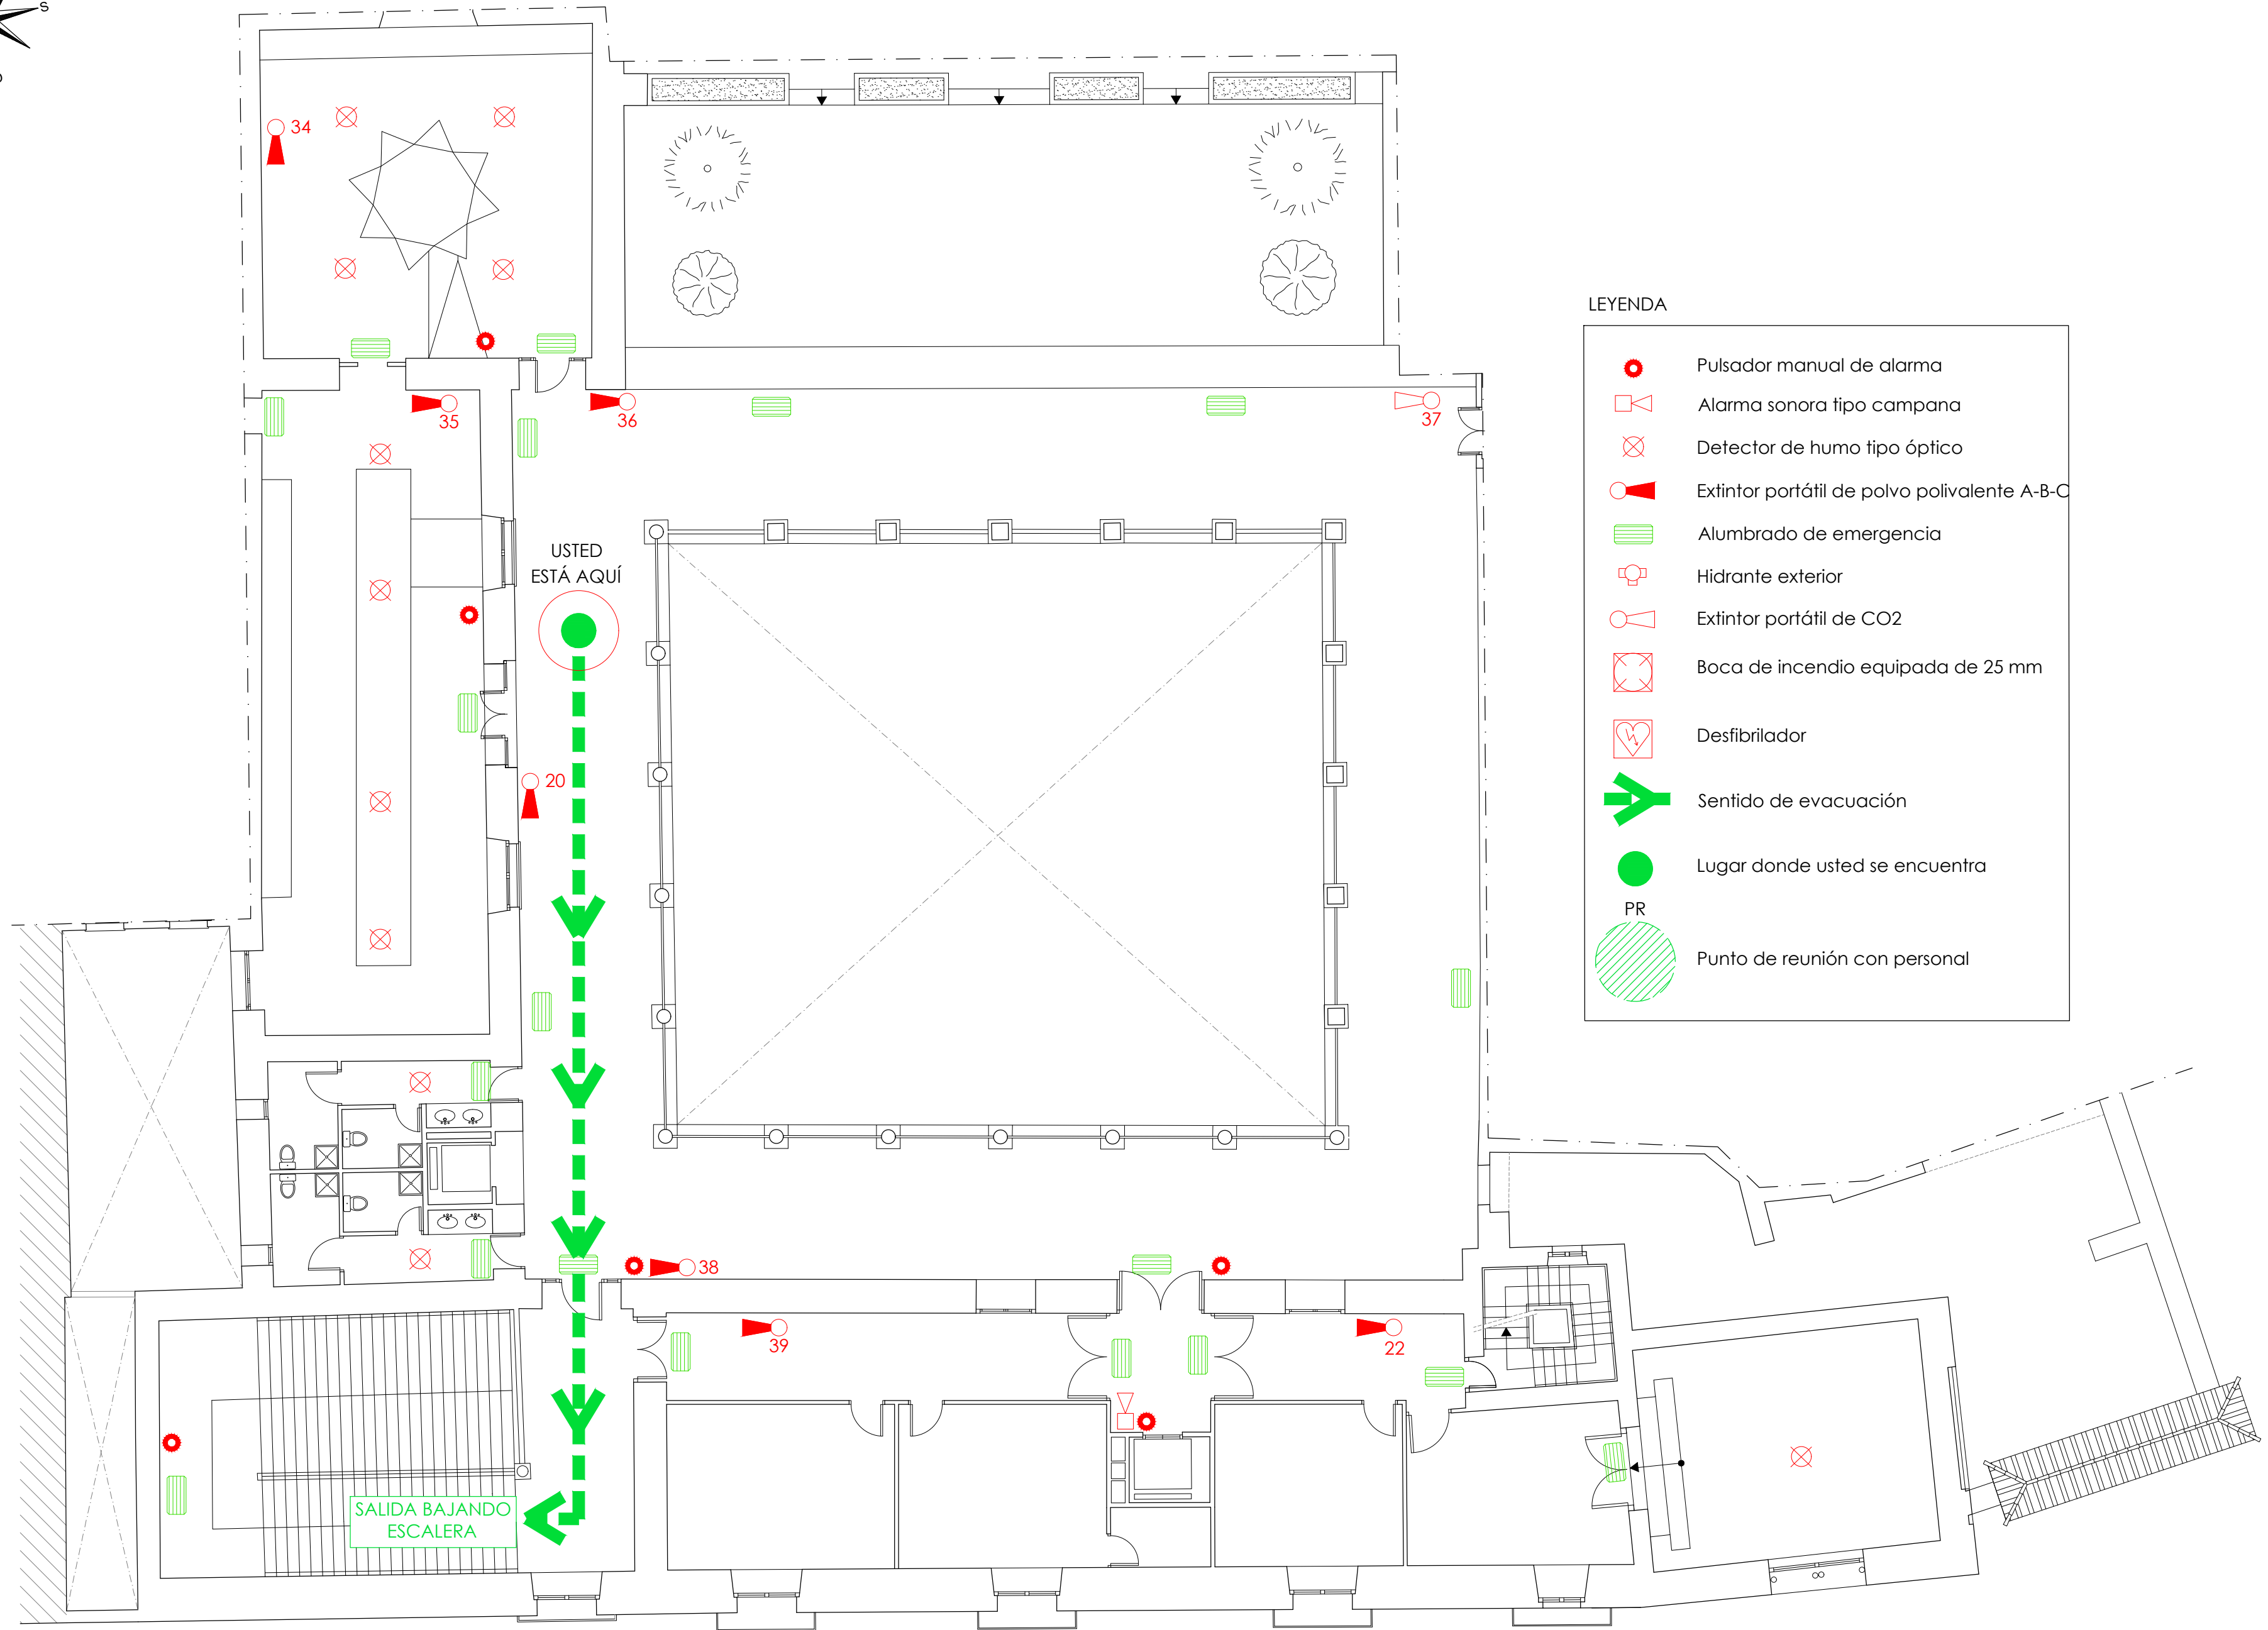 S
34
35
36
37
USTED
ESTÁ AQUÍ
20
38
39
22
SALIDA BAJANDO
ESCALERA
LEYENDA
Pulsador manual de alarma
Alarma sonora tipo campana
Detector de humo tipo óptico
Extintor portátil de polvo polivalente A-B-C
Alumbrado de emergencia
Hidrante exterior
Extintor portátil de CO2
Boca de incendio equipada de 25 mm
Desfibrilador
Sentido de evacuación
Lugar donde usted se encuentra
PR
Punto de reunión con personal